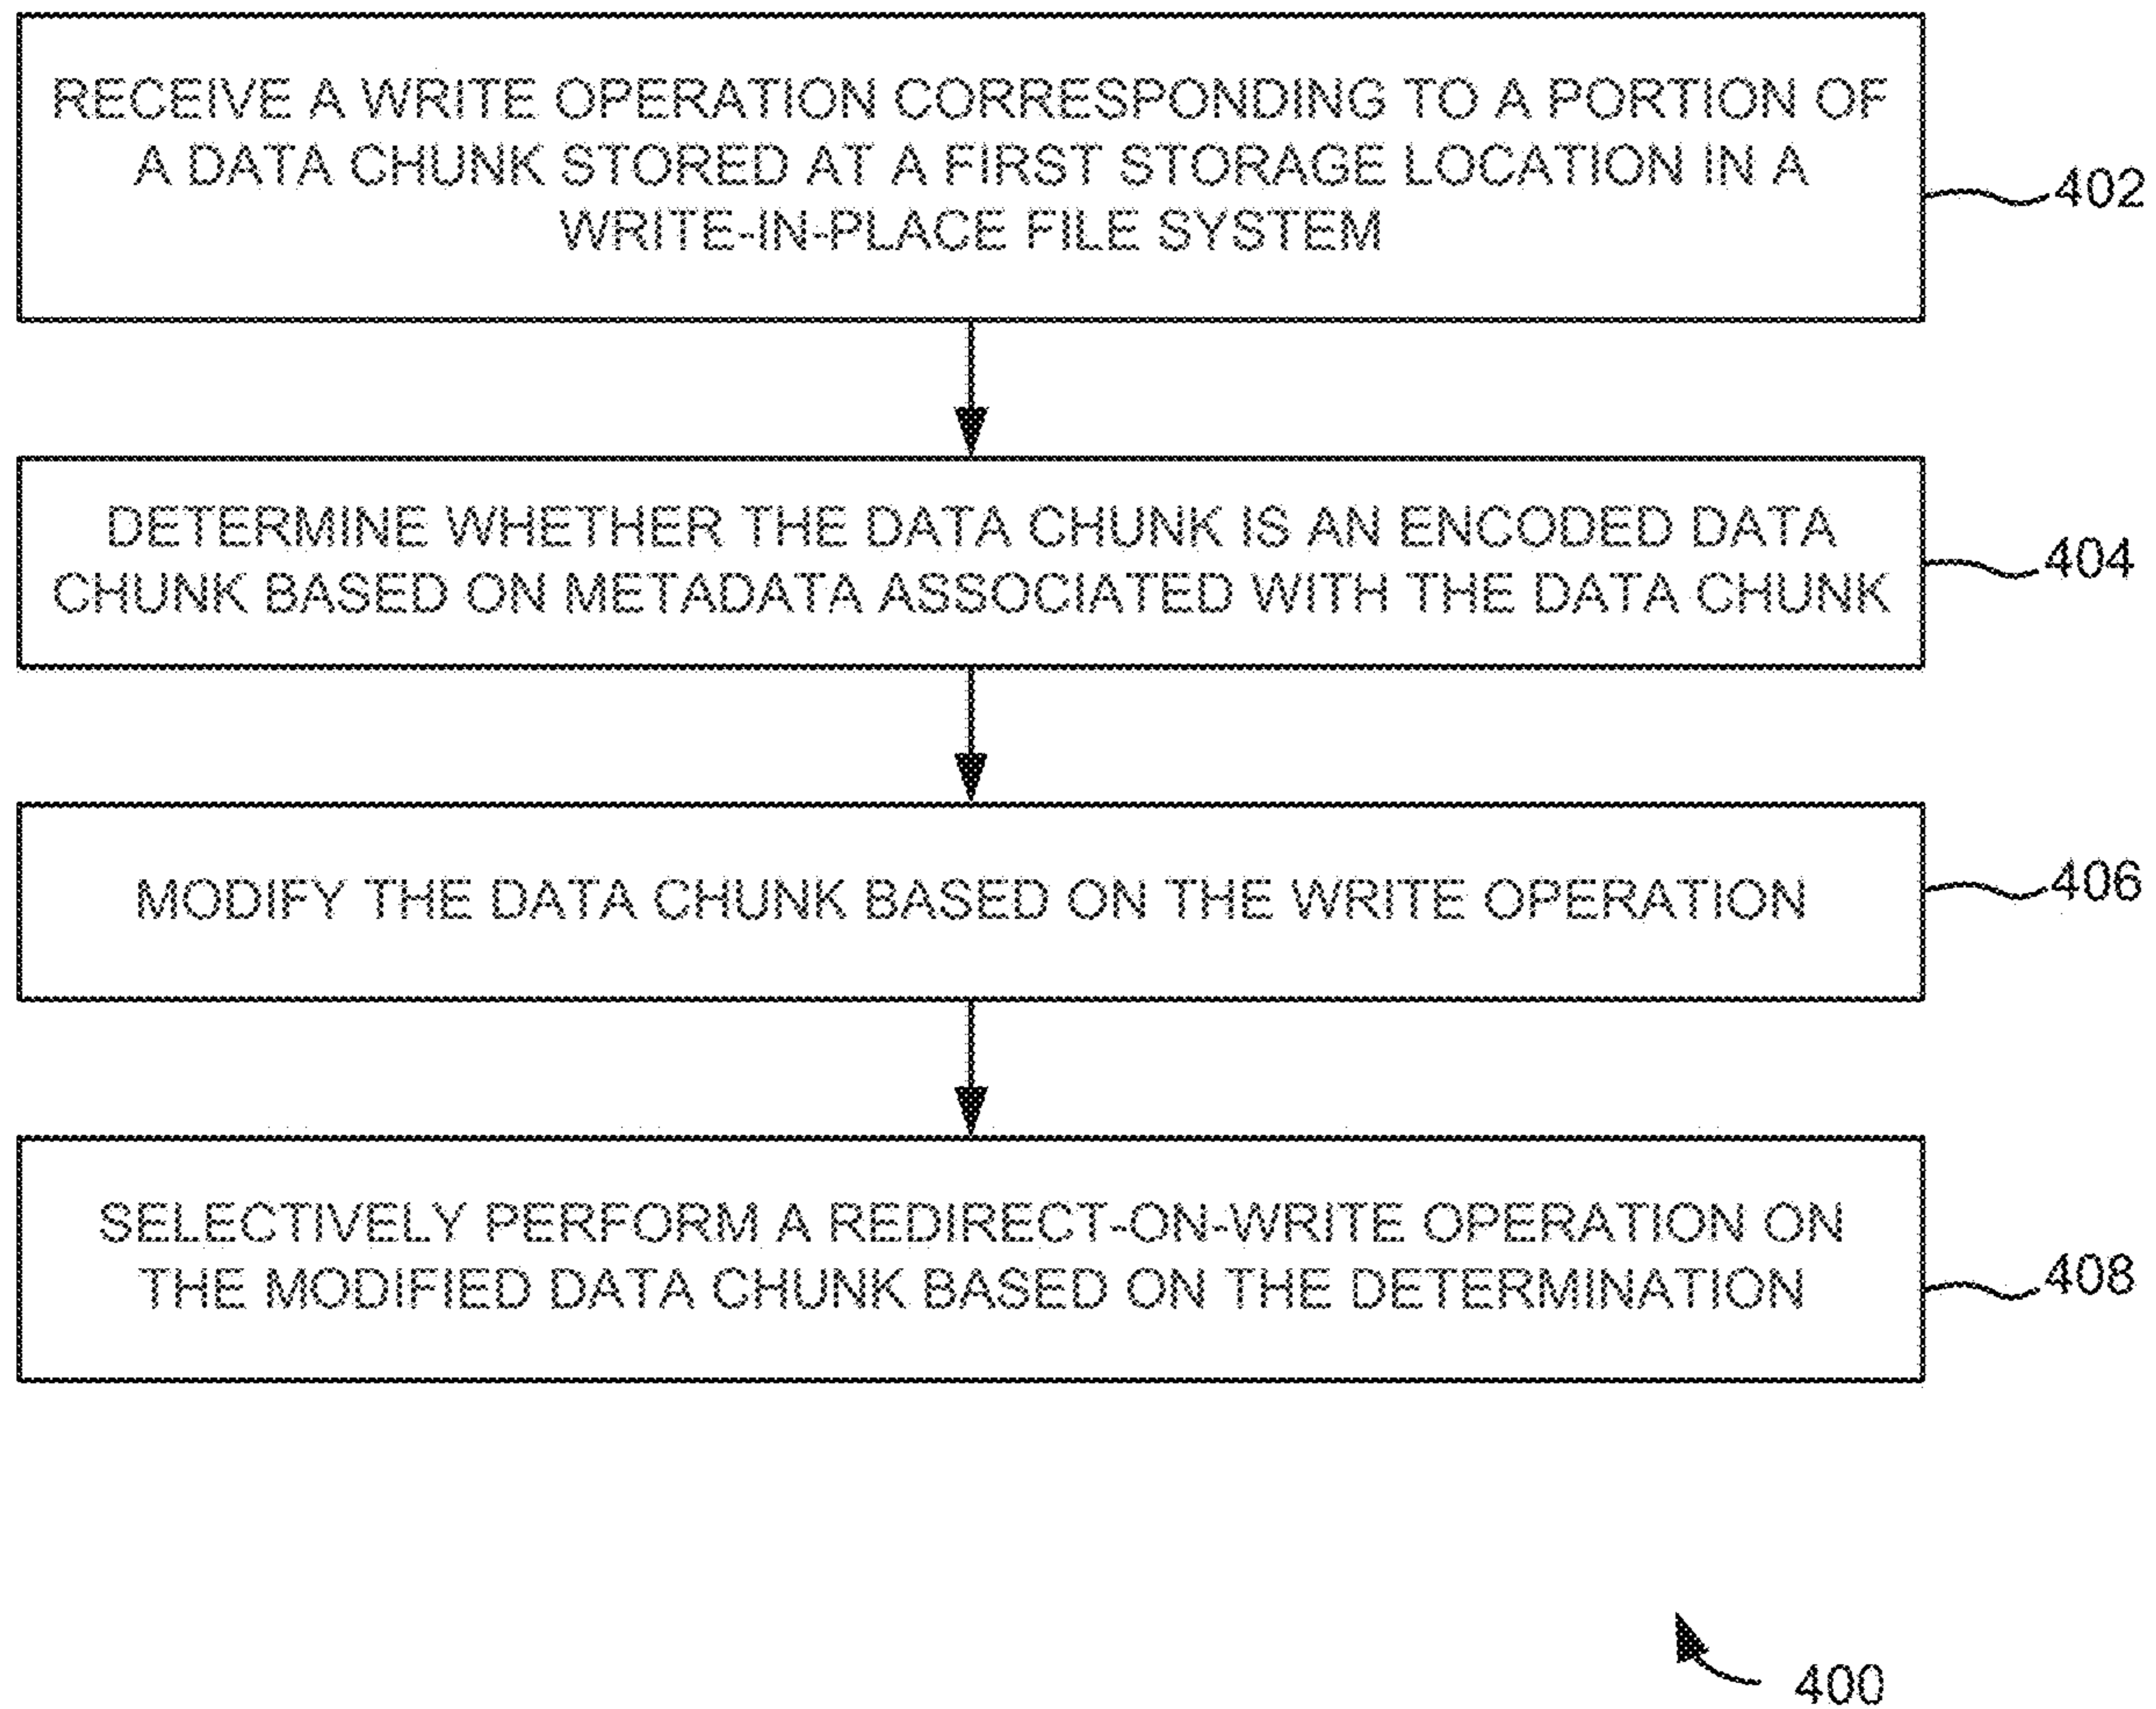 RECEIVE A WRITE OPERATION CORRESPONDING TO A PORTION OF
A DATA CHUNK STORED AT A FIRST STORAGE LOCATION IN A
WRITE-IN-PLACE FILE SYSTEM
402
DETERMINE WHETHER THE DATA CHUNK IS AN ENCODED DATA
CHUNK BASED ON METADATA ASSOCIATED WITH THE DATA CHUNK
404
MODIFY THE DATA CHUNK BASED ON THE WRITE OPERATION
406
SELECTIVELY PERFORM A REDIRECT-ON-WRITE OPERATION ON
THE MODIFIED DATA CHUNK BASED ON THE DETERMINATION
408
400